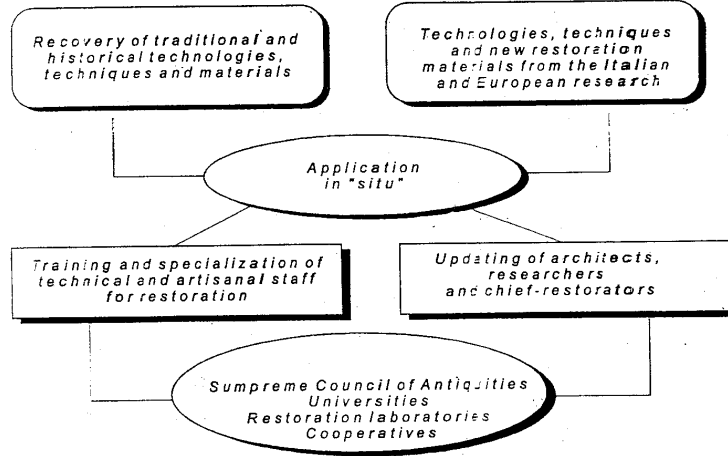 Recovery of traditional and
historical technologies,
techniques and materials
Technologies, techniques
and new restoration
materials from the Italian
and European research
Application
in "situ"
Training and specialization of
technical and artisanal staff
for restoration
Updating of architects,
researchers
and chief-restorators
Sumpreme Council of Antiquities
Universities
Restoration laboratories
Cooperatives